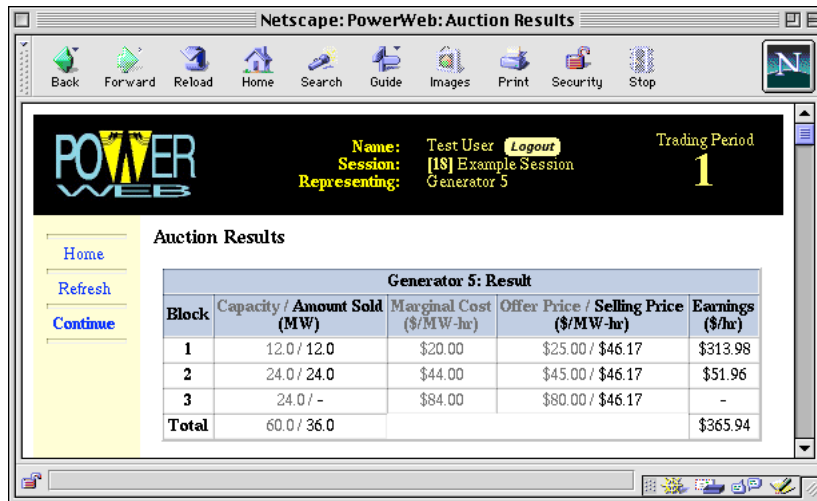 Netscape: PowerWeb: Auction Results
Back Forward Reload Home Search Guide Images Print Security Stop
N
POWER
WEB
Name: Test User Logout
Session: [18] Example Session
Representing: Generator 5
Trading Period
1
Home
Refresh
Continue
Auction Results
Generator 5: Result
Block Capacity / Amount Sold (MW) Marginal Cost ($/MW-hr) Offer Price / Selling Price ($/MW-hr) Earnings ($/hr)
1 12.0 / 12.0 $20.00 $25.00 / $46.17 $313.98
2 24.0 / 24.0 $44.00 $45.00 / $46.17 $51.96
3 24.0 / - $84.00 $80.00 / $46.17 -
Total 60.0 / 36.0 $365.94